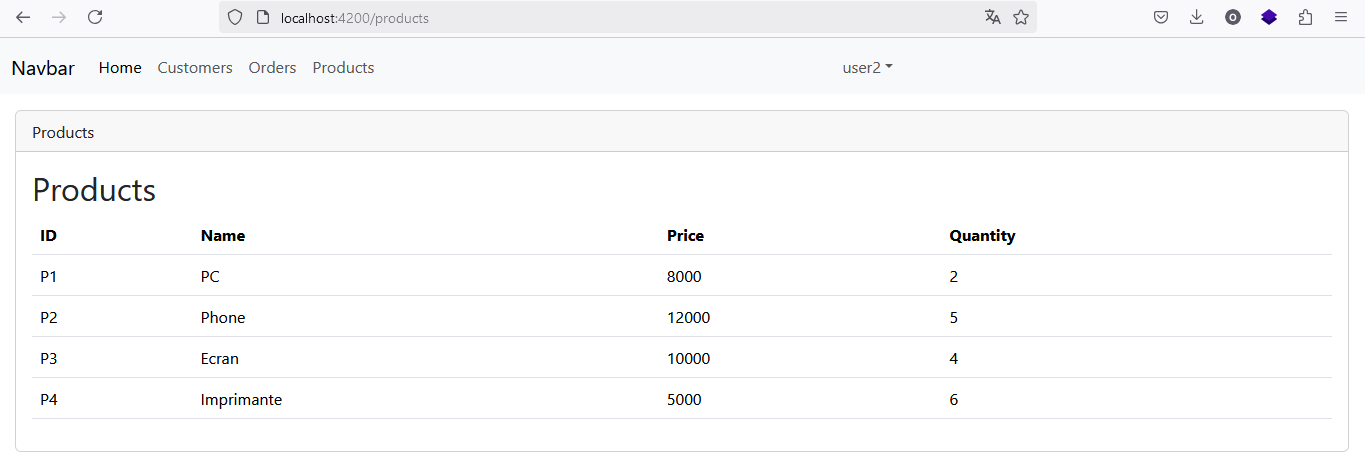 localhost:4200/products
O
Navbar Home Customers Orders Products user2
Products
Products
ID Name Price Quantity
P1 PC 8000 2
P2 Phone 12000 5
P3 Ecran 10000 4
P4 Imprimante 5000 6